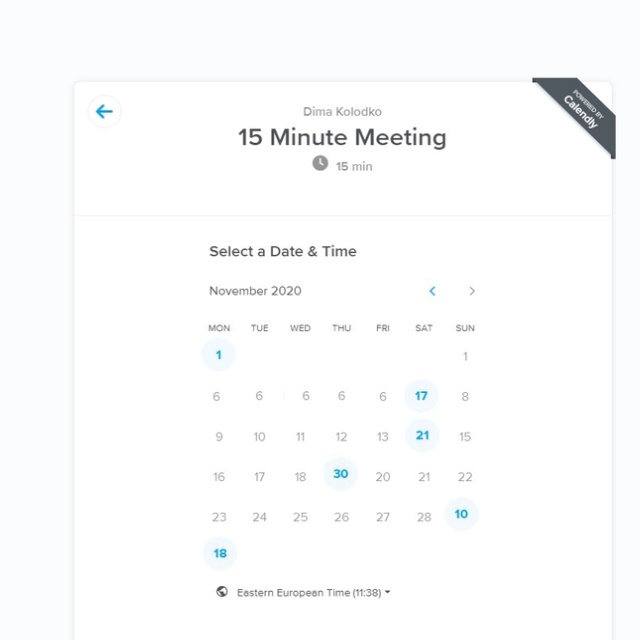 POWERED BY
Calendly
Dima Kolodko
15 Minute Meeting
15 min
Select a Date & Time
November 2020
MON TUE WED THU FRI SAT SUN
1 1
6 6 6 6 6 17 8
9 10 11 12 13 21 15
16 17 18 30 20 21 22
23 24 25 26 27 28 10
18
Eastern European Time (11:38)